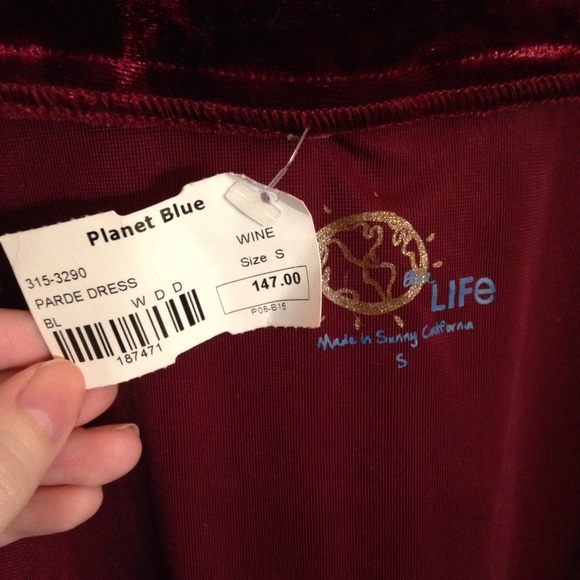 Planet Blue
315-3290
WINE
PARDE DRESS
Size S
BL
W D D
147.00
187471
P06-B15
Blue
LIFe
Made in Sunny California
S